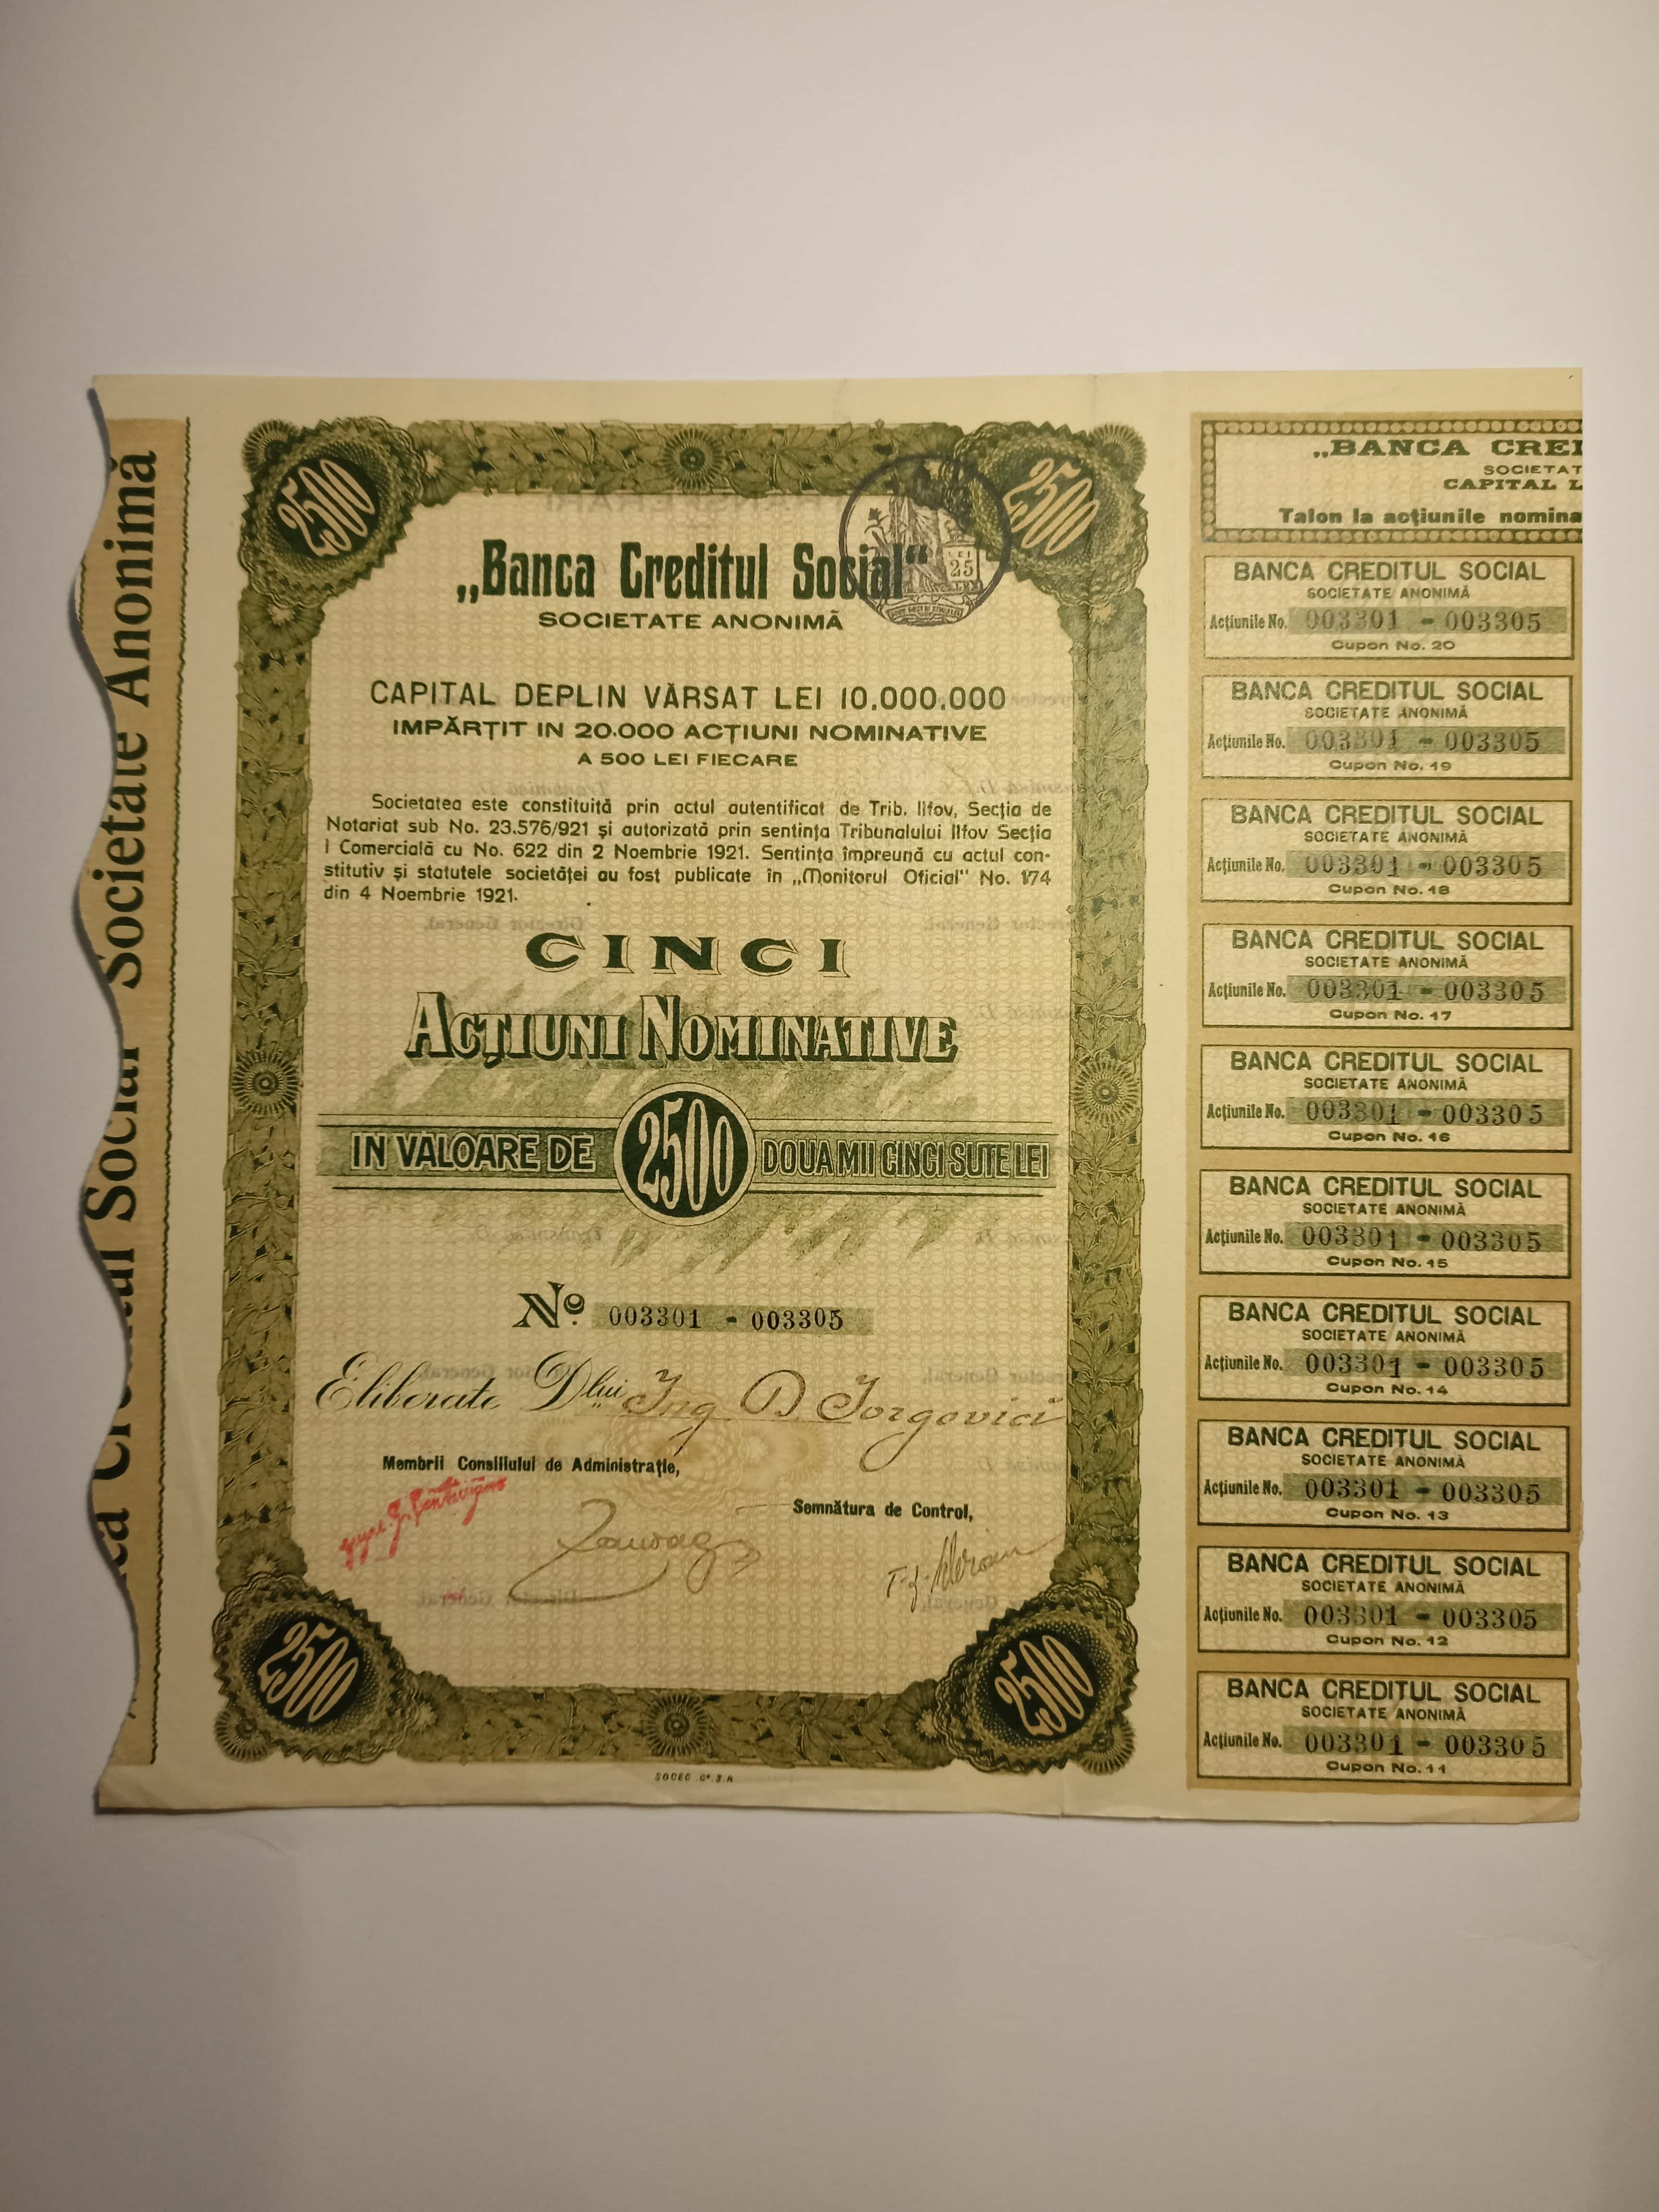 2500
2500
„Banca Creditul Social“
SOCIETATE ANONIMĂ
LEI
25
CAPITAL DEPLIN VĂRSAT LEI 10.000.000
IMPĂRȚIT IN 20.000 ACȚIUNI NOMINATIVE
A 500 LEI FIECARE
Societatea este constituită prin actul autentificat de Trib. Ilfov, Secția de
Notariat sub No. 23.576/921 și autorizată prin sentința Tribunalului Ilfov Secția
I Comercială cu No. 622 din 2 Noembrie 1921. Sentința împreună cu actul con-
stitutiv și statutele societăței au fost publicate în „Monitorul Oficial“ No. 174
din 4 Noembrie 1921.
CINCI
ACȚIUNI NOMINATIVE
IN VALOARE DE 2500 DOUA MII CINCI SUTE LEI
No. 003301 - 003305
Eliberate Dlui Ing D. Iorgovici
Membrii Consiliului de Administrație,
Semnătura de Control,
2500
2500
SOCEC & Co. S. A.
Social Societate Anonimă
„BANCA CREI
SOCIETAT
CAPITAL L
Talon la acțiunile nomina
BANCA CREDITUL SOCIAL
SOCIETATE ANONIMĂ
Acțiunile No. 003301 - 003305
Cupon No. 20
BANCA CREDITUL SOCIAL
SOCIETATE ANONIMĂ
Acțiunile No. 003301 - 003305
Cupon No. 19
BANCA CREDITUL SOCIAL
SOCIETATE ANONIMĂ
Acțiunile No. 003301 - 003305
Cupon No. 18
BANCA CREDITUL SOCIAL
SOCIETATE ANONIMĂ
Acțiunile No. 003301 - 003305
Cupon No. 17
BANCA CREDITUL SOCIAL
SOCIETATE ANONIMĂ
Acțiunile No. 003301 - 003305
Cupon No. 16
BANCA CREDITUL SOCIAL
SOCIETATE ANONIMĂ
Acțiunile No. 003301 - 003305
Cupon No. 15
BANCA CREDITUL SOCIAL
SOCIETATE ANONIMĂ
Acțiunile No. 003301 - 003305
Cupon No. 14
BANCA CREDITUL SOCIAL
SOCIETATE ANONIMĂ
Acțiunile No. 003301 - 003305
Cupon No. 13
BANCA CREDITUL SOCIAL
SOCIETATE ANONIMĂ
Acțiunile No. 003301 - 003305
Cupon No. 12
BANCA CREDITUL SOCIAL
SOCIETATE ANONIMĂ
Acțiunile No. 003301 - 003305
Cupon No. 11